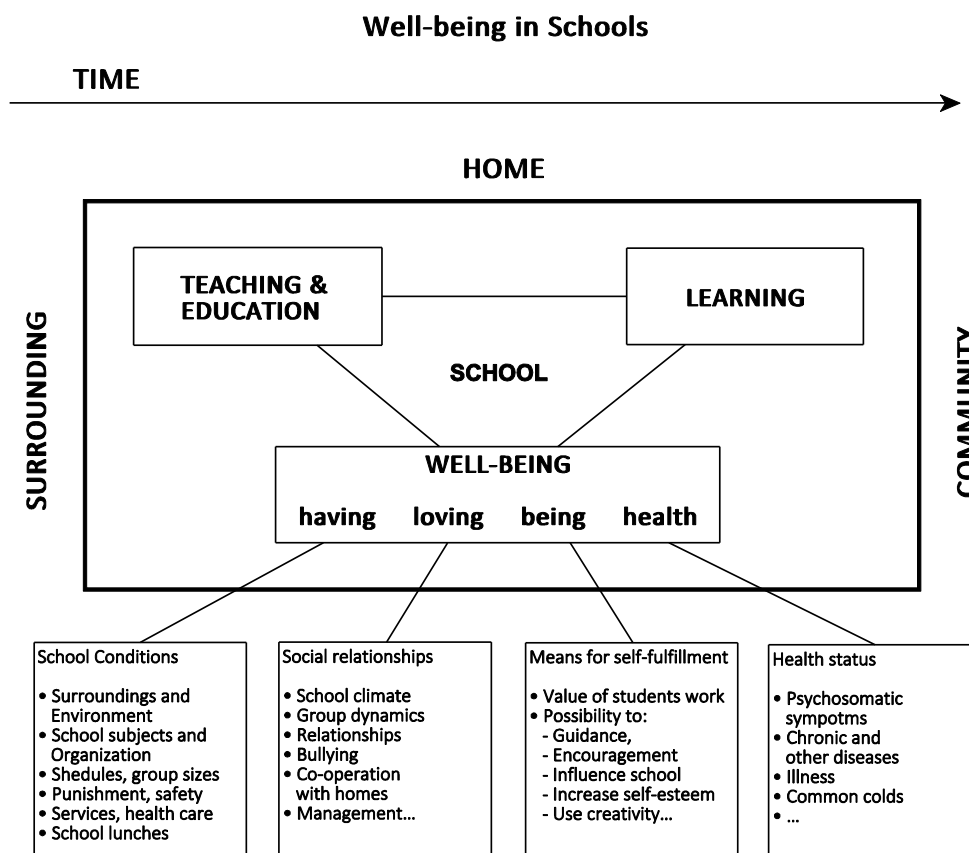 Well-being in Schools
TIME
HOME
SURROUNDING
COMMUNITY
TEACHING &
EDUCATION
LEARNING
SCHOOL
WELL-BEING
having loving being health
School Conditions
• Surroundings and
Environment
• School subjects and
Organization
• Shedules, group sizes
• Punishment, safety
• Services, health care
• School lunches
Social relationships
• School climate
• Group dynamics
• Relationships
• Bullying
• Co-operation
with homes
• Management...
Means for self-fulfillment
• Value of students work
• Possibility to:
- Guidance,
- Encouragement
- Influence school
- Increase self-esteem
- Use creativity...
Health status
• Psychosomatic
sympotms
• Chronic and
other diseases
• Illness
• Common colds
• ...